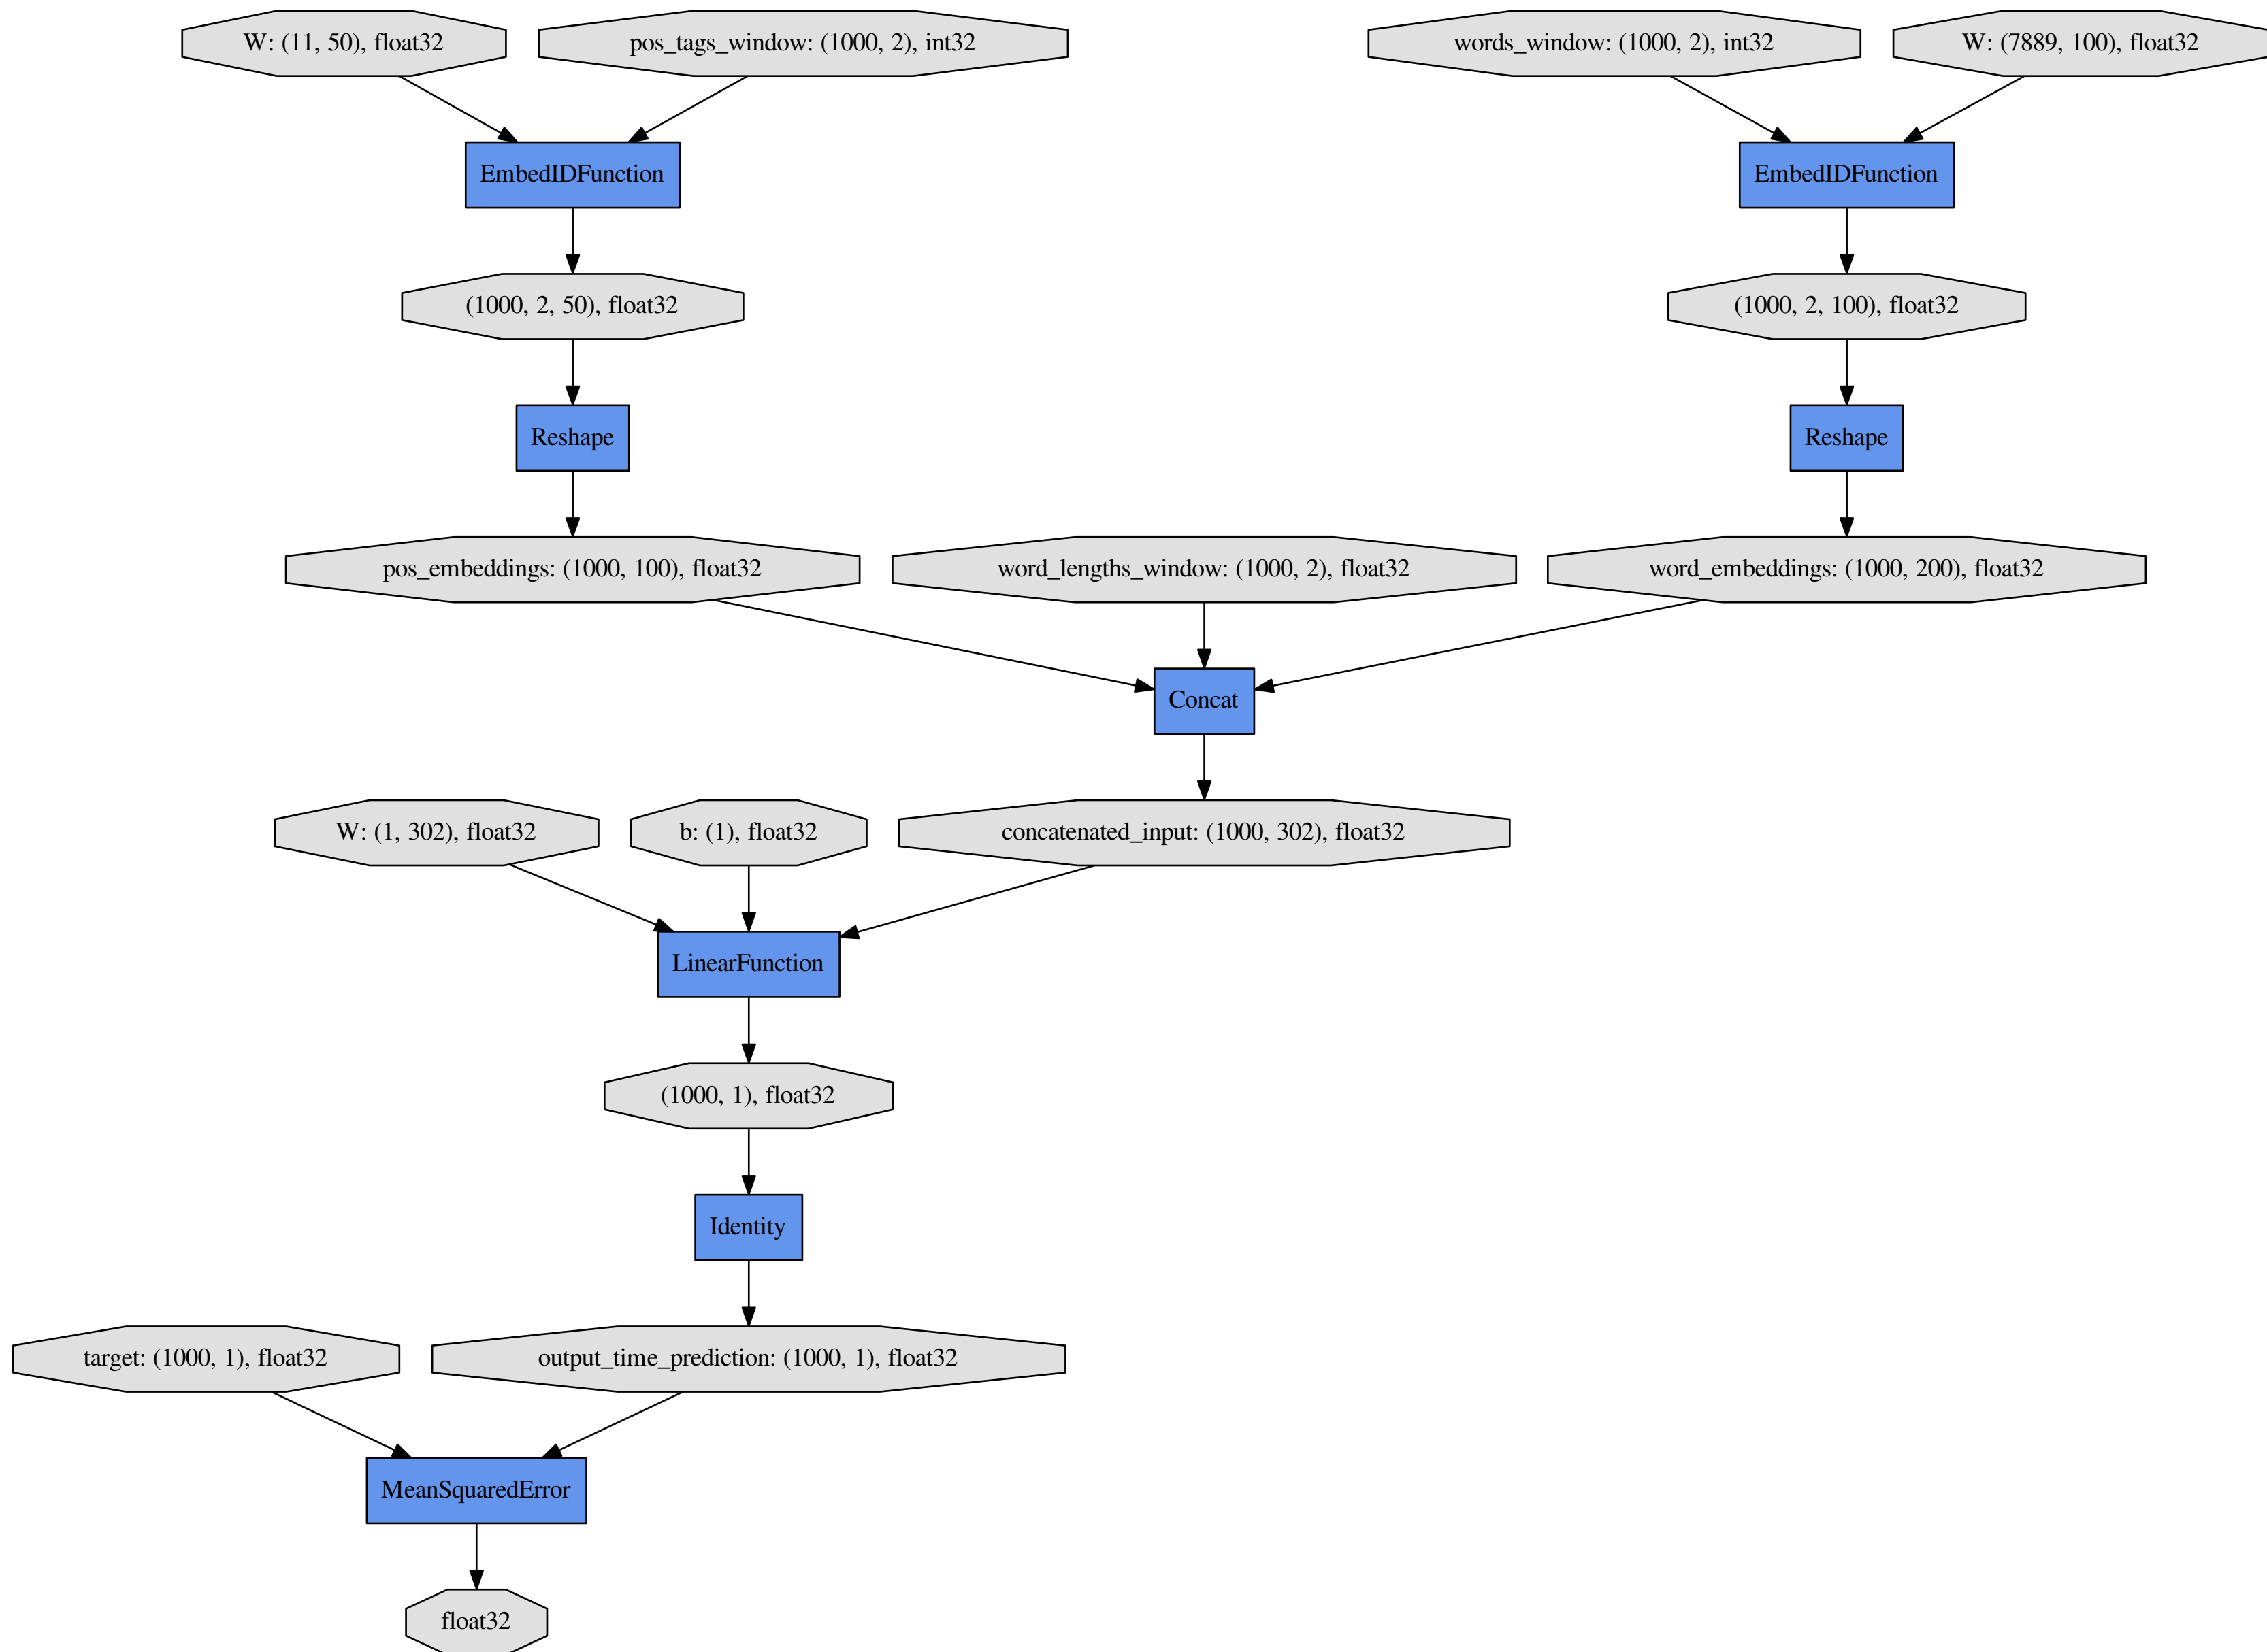 W: (11, 50), float32
pos_tags_window: (1000, 2), int32
words_window: (1000, 2), int32
W: (7889, 100), float32
EmbedIDFunction
EmbedIDFunction
(1000, 2, 50), float32
(1000, 2, 100), float32
Reshape
Reshape
pos_embeddings: (1000, 100), float32
word_lengths_window: (1000, 2), float32
word_embeddings: (1000, 200), float32
Concat
W: (1, 302), float32
b: (1), float32
concatenated_input: (1000, 302), float32
LinearFunction
(1000, 1), float32
Identity
target: (1000, 1), float32
output_time_prediction: (1000, 1), float32
MeanSquaredError
float32